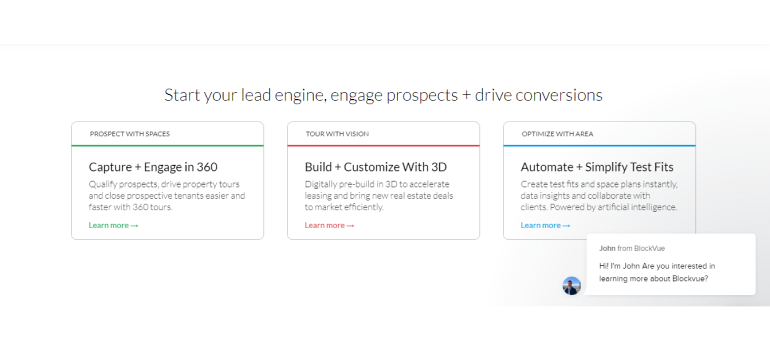 Start your lead engine, engage prospects + drive conversions
PROSPECT WITH SPACES
Capture + Engage in 360
Qualify prospects, drive property tours
and close prospective tenants easier and
faster with 360 tours.
Learn more →
TOUR WITH VISION
Build + Customize With 3D
Digitally pre-build in 3D to accelerate
leasing and bring new real estate deals
to market efficiently.
Learn more →
OPTIMIZE WITH AREA
Automate + Simplify Test Fits
Create test fits and space plans instantly,
data insights and collaborate with
clients. Powered by artificial intelligence.
Learn more →
John from BlockVue
Hi! I'm John Are you interested in
learning more about Blockvue?